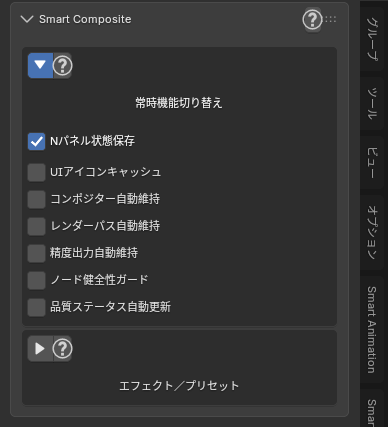 Smart Composite
常時機能切り替え
Nパネル状態保存
UIアイコンキャッシュ
コンポジター自動維持
レンダーパス自動維持
精度出力自動維持
ノード健全性ガード
品質ステータス自動更新
エフェクト／プリセット
グループ
ツール
ビュー
オプション
Smart Animation